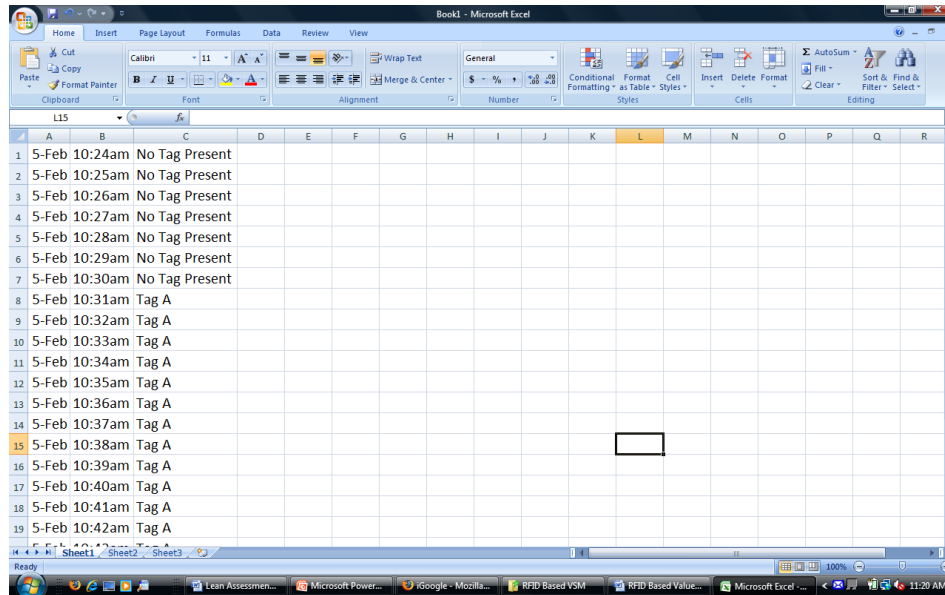 Book1 - Microsoft Excel
Home Insert Page Layout Formulas Data Review View
Cut
Copy
Format Painter
Paste
Clipboard
Calibri 11 A A
B I U A
Font
Wrap Text
Merge & Center
Alignment
General
$ % , .0 .00 .00 .0
Number
Conditional Formatting
Format as Table
Cell Styles
Styles
Insert Delete Format
Cells
Σ AutoSum
Fill
Clear
Sort & Filter
Find & Select
Editing
L15 fx
A B C D E F G H I J K L M N O P Q R
1 5-Feb 10:24am No Tag Present
2 5-Feb 10:25am No Tag Present
3 5-Feb 10:26am No Tag Present
4 5-Feb 10:27am No Tag Present
5 5-Feb 10:28am No Tag Present
6 5-Feb 10:29am No Tag Present
7 5-Feb 10:30am No Tag Present
8 5-Feb 10:31am Tag A
9 5-Feb 10:32am Tag A
10 5-Feb 10:33am Tag A
11 5-Feb 10:34am Tag A
12 5-Feb 10:35am Tag A
13 5-Feb 10:36am Tag A
14 5-Feb 10:37am Tag A
15 5-Feb 10:38am Tag A
16 5-Feb 10:39am Tag A
17 5-Feb 10:40am Tag A
18 5-Feb 10:41am Tag A
19 5-Feb 10:42am Tag A
Sheet1 Sheet2 Sheet3
Ready 100%
Lean Assessmen... Microsoft Power... iGoogle - Mozilla... RFID Based VSM RFID Based Value... Microsoft Excel - ... 11:20 AM